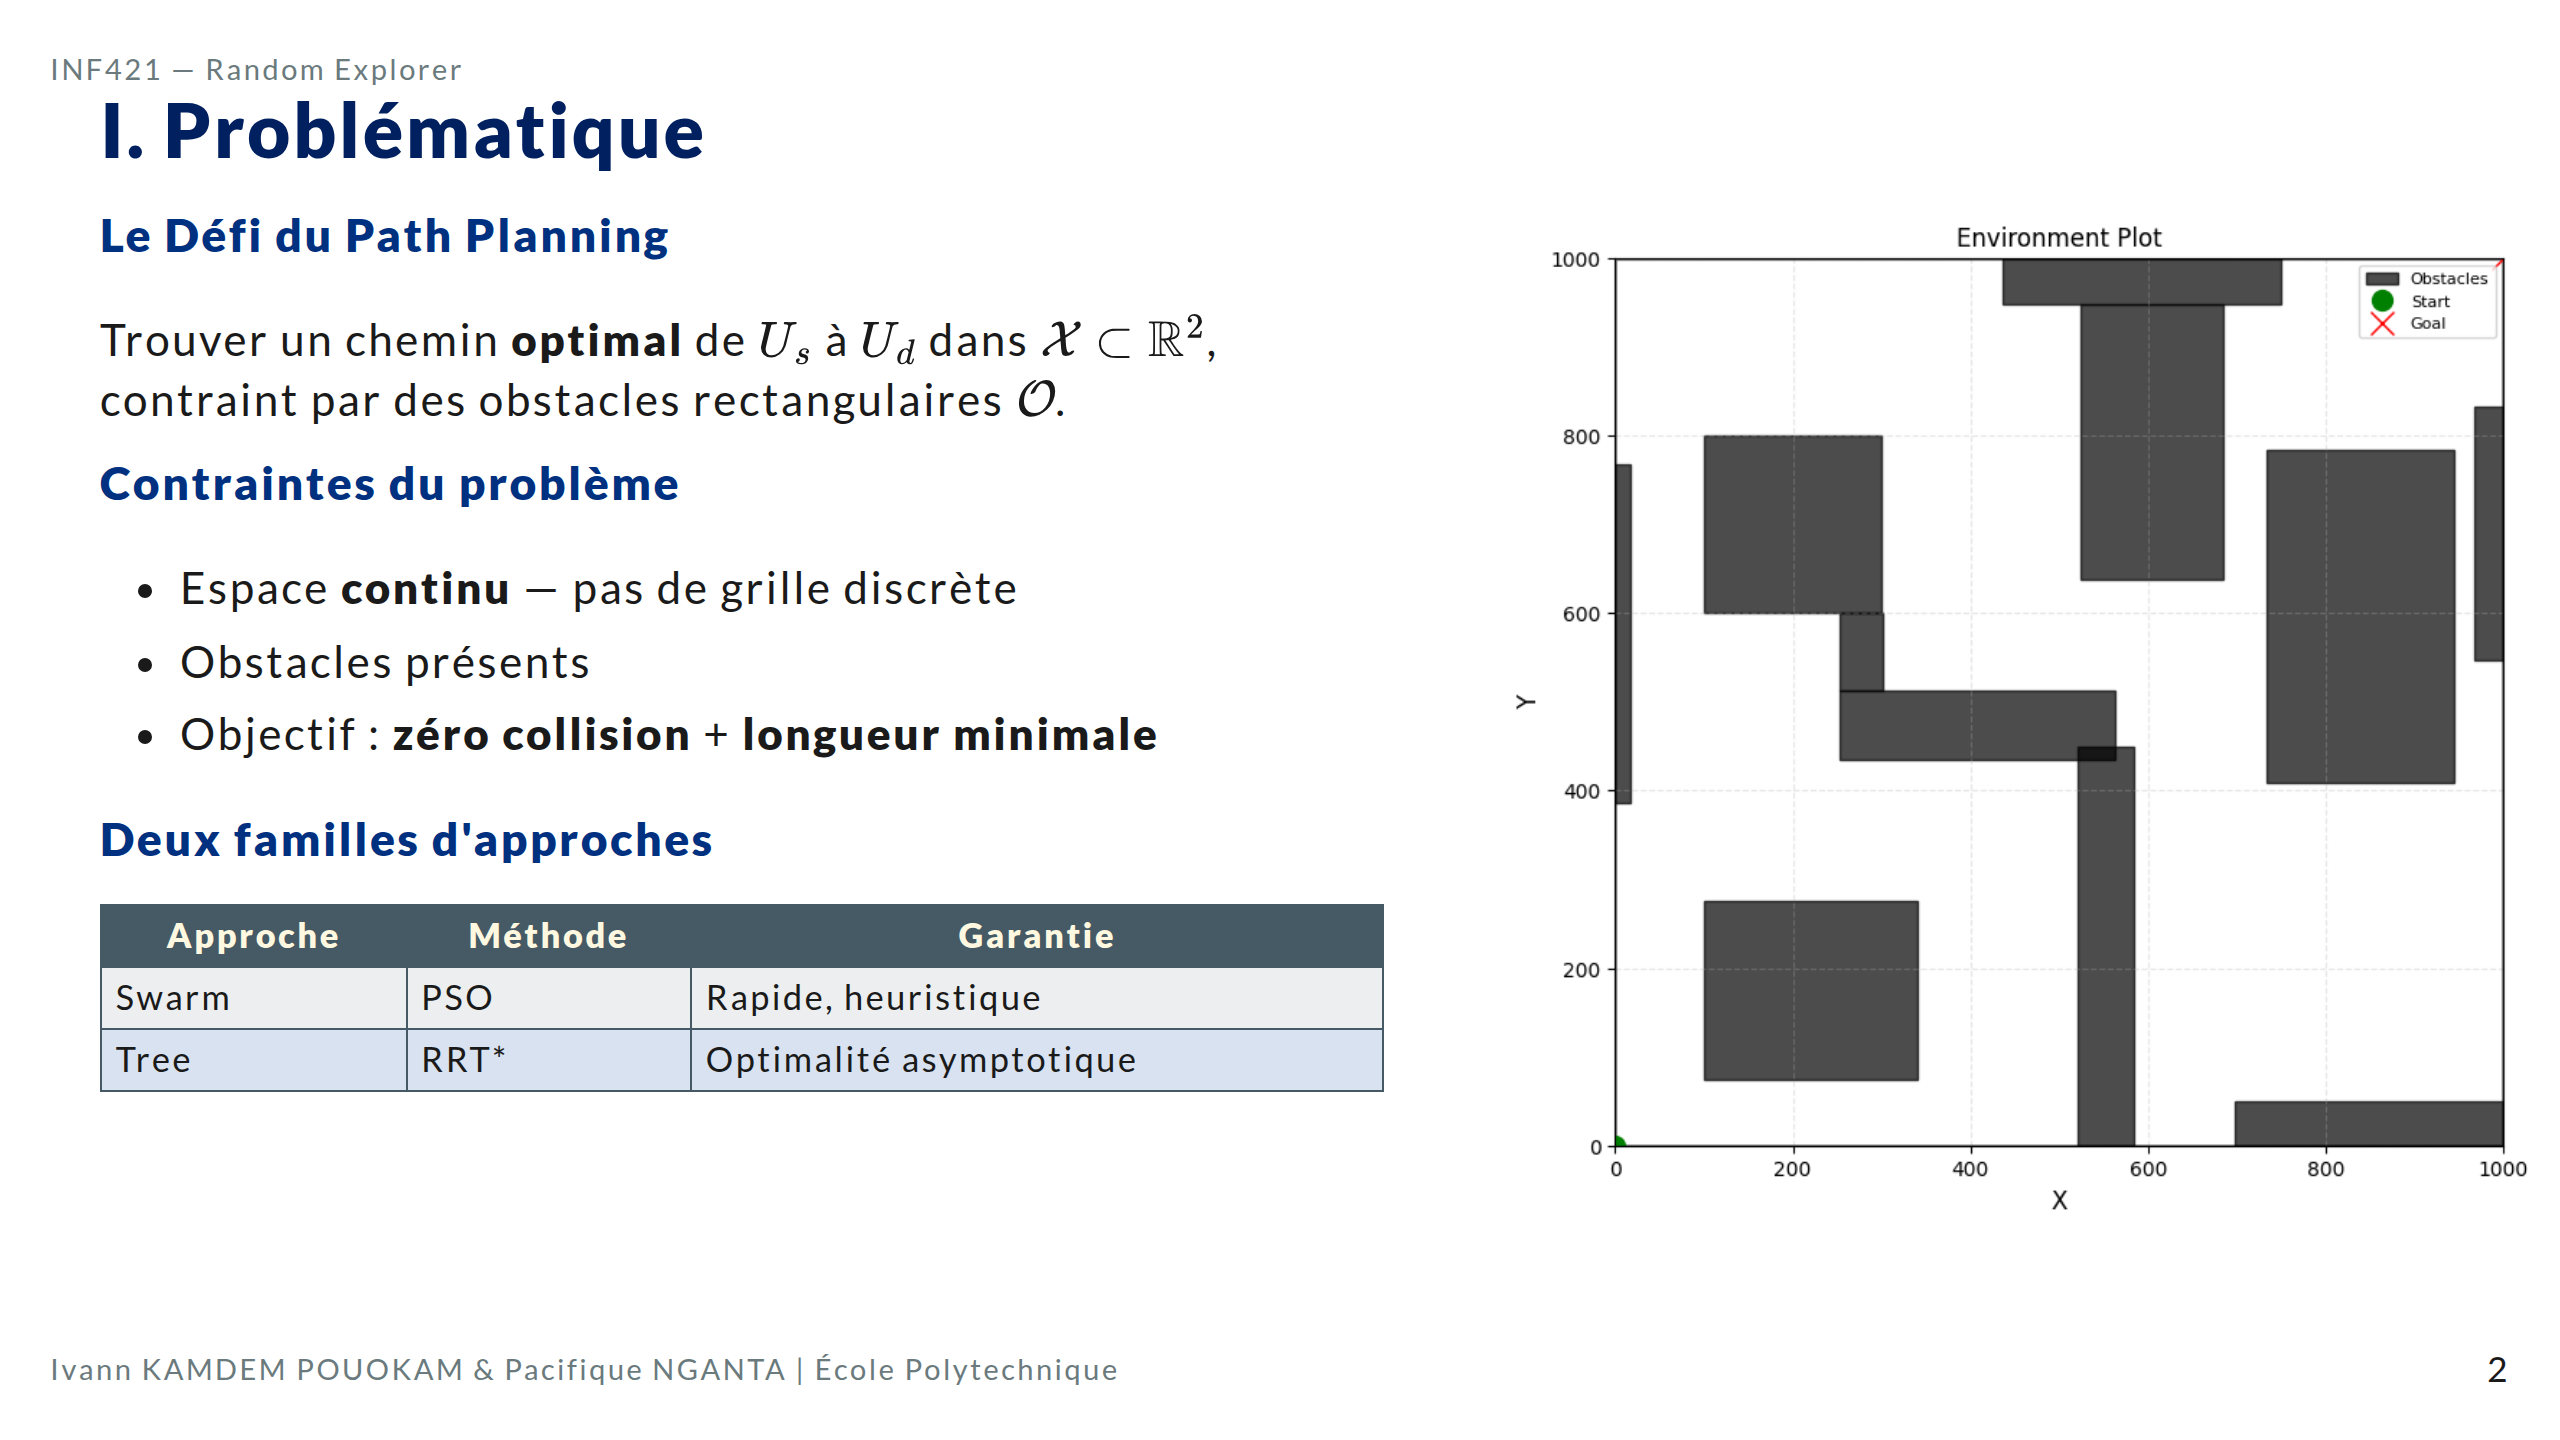 INF421 — Random Explorer
I. Problématique
Le Défi du Path Planning
Trouver un chemin optimal de U_s à U_d dans 𝒳 ⊂ ℝ²,
contraint par des obstacles rectangulaires 𝒪.
Contraintes du problème
• Espace continu — pas de grille discrète
• Obstacles présents
• Objectif : zéro collision + longueur minimale
Deux familles d'approches
Approche Méthode Garantie
Swarm PSO Rapide, heuristique
Tree RRT* Optimalité asymptotique
Environment Plot
Obstacles
Start
Goal
1000
800
600
400
200
0
Y
0 200 400 600 800 1000
X
Ivann KAMDEM POUOKAM & Pacifique NGANTA | École Polytechnique
2